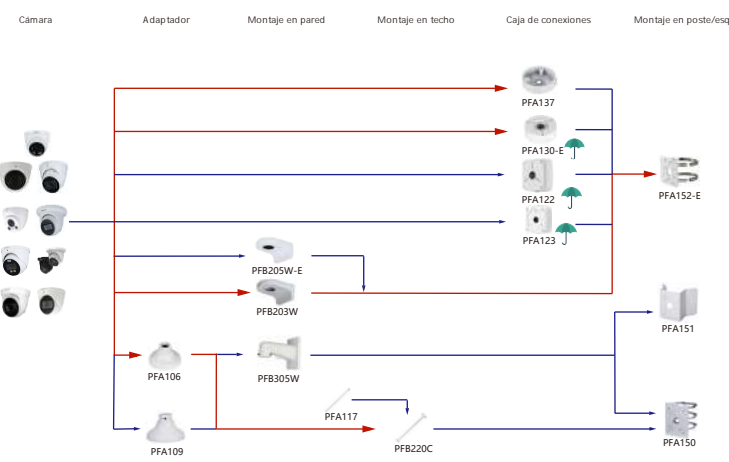 Cámara Adaptador Montaje en pared Montaje en techo Caja de conexiones Montaje en poste/esq
PFA137
PFA130-E
PFA122
PFA152-E
PFA123
PFB205W-E
PFB203W
PFA151
PFA106
PFB305W
PFA117
PFA150
PFB220C
PFA109